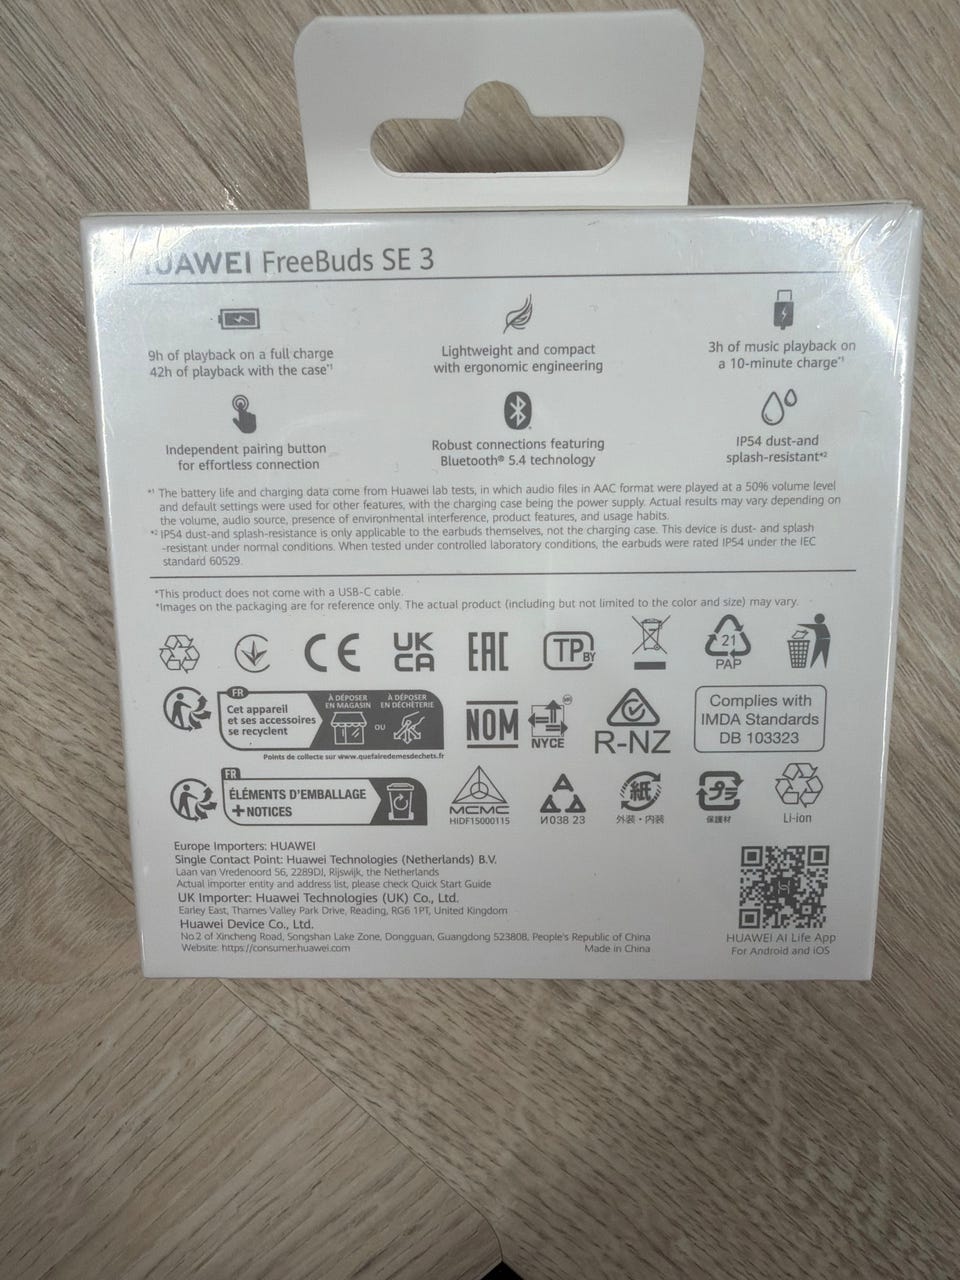 HUAWEI FreeBuds SE 3
9h of playback on a full charge
42h of playback with the case*1
Lightweight and compact
with ergonomic engineering
3h of music playback on
a 10-minute charge*1
Independent pairing button
for effortless connection
Robust connections featuring
Bluetooth® 5.4 technology
IP54 dust-and
splash-resistant*2
*1 The battery life and charging data come from Huawei lab tests, in which audio files in AAC format were played at a 50% volume level
and default settings were used for other features, with the charging case being the power supply. Actual results may vary depending on
the volume, audio source, presence of environmental interference, product features, and usage habits.
*2 IP54 dust-and splash-resistance is only applicable to the earbuds themselves, not the charging case. This device is dust- and splash
-resistant under normal conditions. When tested under controlled laboratory conditions, the earbuds were rated IP54 under the IEC
standard 60529.
*This product does not come with a USB-C cable.
*Images on the packaging are for reference only. The actual product (including but not limited to the color and size) may vary.
CE
UK
CA
EAC
TP BY
21
PAP
FR
Cet appareil
et ses accessoires
se recyclent
À DÉPOSER
EN MAGASIN
OU
À DÉPOSER
EN DÉCHÈTERIE
Points de collecte sur www.quefairedemesdechets.fr
NOM
NYCE
R-NZ
Complies with
IMDA Standards
DB 103323
FR
ÉLÉMENTS D'EMBALLAGE
+NOTICES
MCMC
HIDF15000115
И038 23
紙
外装・内装
プラ
保護材
Li-ion
Europe Importers: HUAWEI
Single Contact Point: Huawei Technologies (Netherlands) B.V.
Laan van Vredenoord 56, 2289DJ, Rijswijk, the Netherlands
Actual importer entity and address list, please check Quick Start Guide
UK Importer: Huawei Technologies (UK) Co., Ltd.
Earley East, Thames Valley Park Drive, Reading, RG6 1PT, United Kingdom
Huawei Device Co., Ltd.
No.2 of Xincheng Road, Songshan Lake Zone, Dongguan, Guangdong 523808, People's Republic of China
Website: https://consumer.huawei.com
Made in China
HUAWEI AI Life App
For Android and iOS